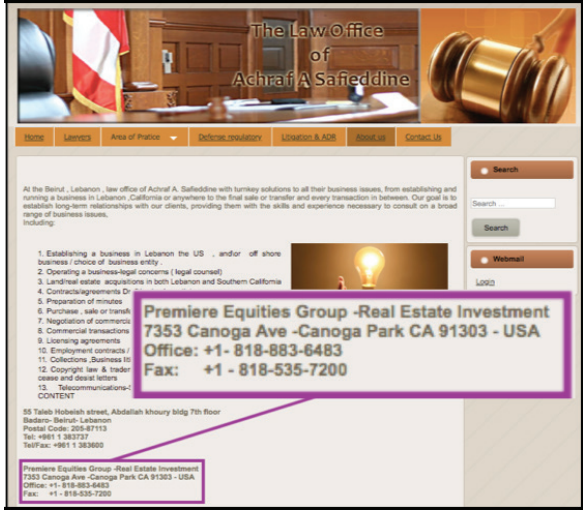 The Law Office
of
Achraf A Safieddine
Home Lawyers Area of Pratice Defense regulatory Litigation & ADR About us Contact Us
Search
Search ...
Search
Webmail
Login
At the Beirut , Lebanon , law office of Achraf A. Safieddine with turnkey solutions to all their business issues, from establishing and
running a business in Lebanon ,California or anywhere to the final sale or transfer and every transaction in between. Our goal is to
establish long-term relationships with our clients, providing them with the skills and experience necessary to consult on a broad
range of business issues,
Including:
1. Establishing a business in Lebanon the US , and/or off shore
business / choice of business entity .
2. Operating a business-legal concerns ( legal counsel)
3. Land/real estate acquisitions in both Lebanon and Southern California
4. Contracts/agreements
5. Preparation of minutes
6. Purchase , sale or
7. Negotiation of
8. Commercial transactions
9. Licensing agreements
10. Employment contracts /
11. Collections ,Business
12. Copyright law &
cease and desist letters
13. Telecommunications-
CONTENT
Premiere Equities Group -Real Estate Investment
7353 Canoga Ave -Canoga Park CA 91303 - USA
Office: +1- 818-883-6483
Fax: +1 - 818-535-7200
55 Taleb Hobeish street, Abdallah khoury bldg 7th floor
Badaro- Beirut- Lebanon
Postal Code: 205-87113
Tel: +961 1 383737
Tel/Fax: +961 1 383600
Premiere Equities Group -Real Estate Investment
7353 Canoga Ave -Canoga Park CA 91303 - USA
Office: +1- 818-883-6483
Fax: +1 - 818-535-7200